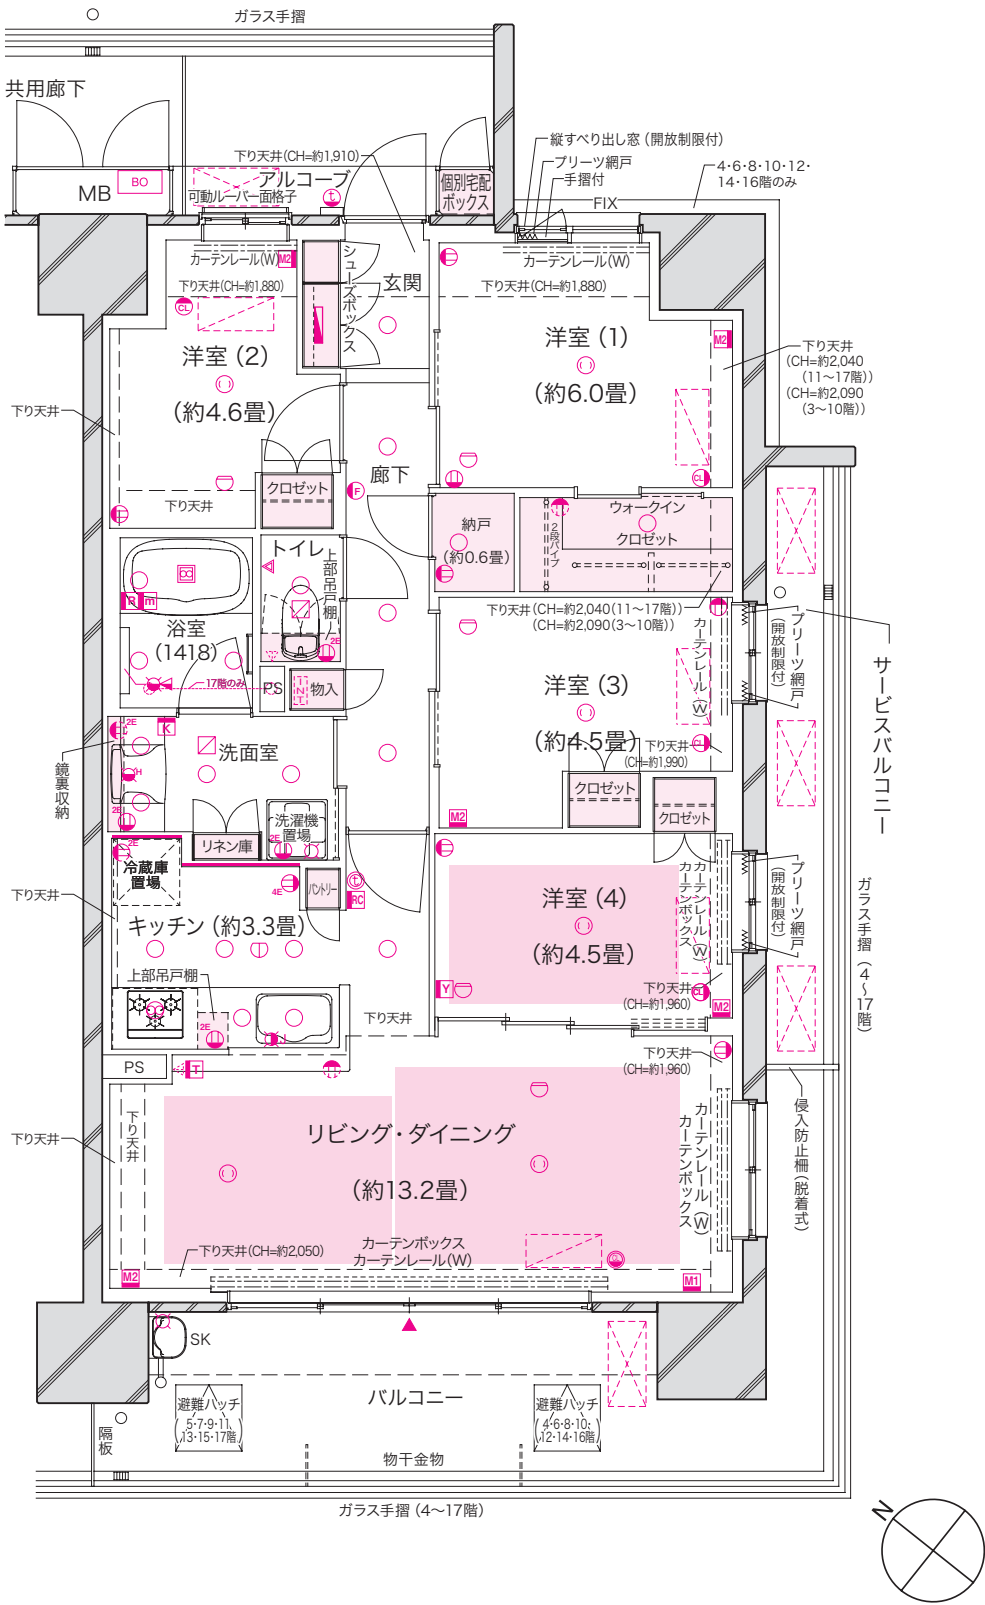 ガラス手摺
共用廊下
MB
BO
下り天井(CH=約1,910)
アルコーブ
可動ルーバー面格子
t
個別宅配
ボックス
縦すべり出し窓（開放制限付）
プリーツ網戸
手摺付
FIX
4・6・8・10・12・
14・16階のみ
カーテンレール(W)
M2
下り天井(CH=約1,880)
CL
洋室（2）
（約4.6畳）
シューズボックス
玄関
カーテンレール(W)
下り天井(CH=約1,880)
洋室（1）
（約6.0畳）
M2
下り天井
(CH=約2,040
（11〜17階))
(CH=約2,090
（3〜10階))
下り天井
クロゼット
下り天井
廊下
F
CL
納戸
（約0.6畳）
2段パイプ
ウォークイン
クロゼット
トイレ
上部吊戸棚
2E
R
m
浴室
（1418）
17階のみ
PS
物入
下り天井(CH=約2,040(11〜17階))
(CH=約2,090(3〜10階))
カーテンレール(W)
プリーツ網戸
(開放制限付)
サービスバルコニー
洋室（3）
（約4.5畳）
下り天井
(CH=約1,990)
CL
M2
クロゼット
クロゼット
2E
K
H
2E
鏡裏収納
洗面室
洗濯機
置場
2E
リネン庫
2E
冷蔵庫
置場
4E
パントリー
t
RC
下り天井
キッチン（約3.3畳）
上部吊戸棚
2E
下り天井
洋室（4）
（約4.5畳）
Y
カーテンレール(W)
カーテンボックス
プリーツ網戸
(開放制限付)
下り天井
(CH=約1,960)
CL
M2
ガラス手摺（4〜17階）
PS
T
下り天井
(CH=約1,960)
下り天井
下り天井
リビング・ダイニング
（約13.2畳）
カーテンレール(W)
カーテンボックス
侵入防止柵(脱着式)
下り天井(CH=約2,050)
カーテンボックス
カーテンレール(W)
M2
M1
SK
バルコニー
避難ハッチ
(5・7・9・11、
13・15・17階)
避難ハッチ
(4・6・8・10、
12・14・16階)
隔板
物干金物
ガラス手摺（4〜17階）
N